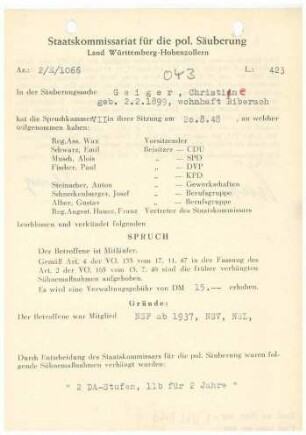 Staatskommissariat für die pol. Säuberung
Land Württemberg-Hohenzollern
Az.: 2/S/1066 043 L: 423
In der Säuberungssache Geiger, Christine
geb. 2.2.1899, wohnhaft Biberach
hat die Spruchkammer VII in ihrer Sitzung am 20.8.48, an welcher
teilgenommen haben:
Reg.Ass. Wax Vorsitzender
Schwarz, Emil Beisitzer — CDU
Musch, Alois „ — SPD
Fischer, Paul „ — DVP
„ — KPD
Steinacher, Anton „ — Gewerkschaften
Schneckenburger, Josef „ — Berufsgruppe
Alber, Gustav „ — Berufsgruppe
Reg.Angest. Hauser, Franz Vertreter des Staatskommissars
beschlossen und verkündet folgenden
SPRUCH
Der Betroffene ist Mitläufer.
Gemäß Art. 4 der VO. 133 vom 17. 11. 47 in der Fassung des
Art. 2 der VO. 165 vom 13. 7. 48 sind die früher verhängten
Sühnemaßnahmen aufgehoben.
Es wird eine Verwaltungsgebühr von DM 15.-- erhoben.
Gründe:
Der Betroffene war Mitglied NSF ab 1937, NSV, NSL,
Durch Entscheidung des Staatskommissars für die pol. Säuberung waren fol-
gende Sühnemaßnahmen verhängt worden:
" 2 DA-Stufen, 11b für 2 Jahre "